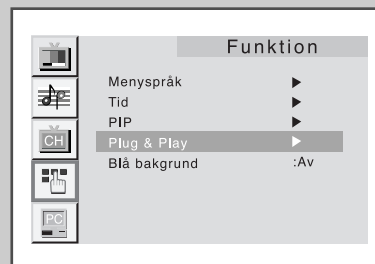 Funktion
Menyspråk ▶
Tid ▶
PIP ▶
CH
Plug & Play ▶
Blå bakgrund :Av
PC